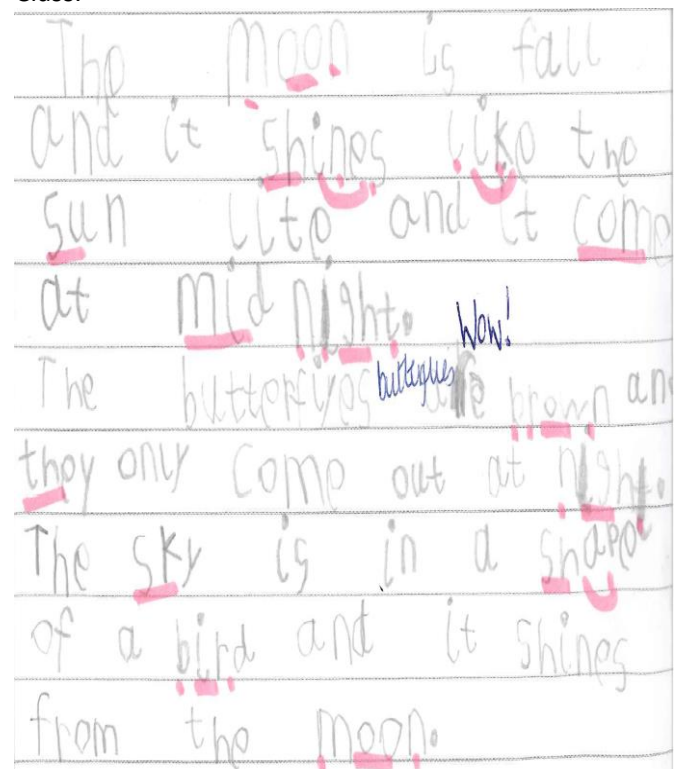 The moon is fall
and it shines like the
sun lite and it come
at mid night. Wow!
The butterfyes butterflies are brown and
they only come out at night.
The sky is in a shape
of a bird and it shines
from the moon.